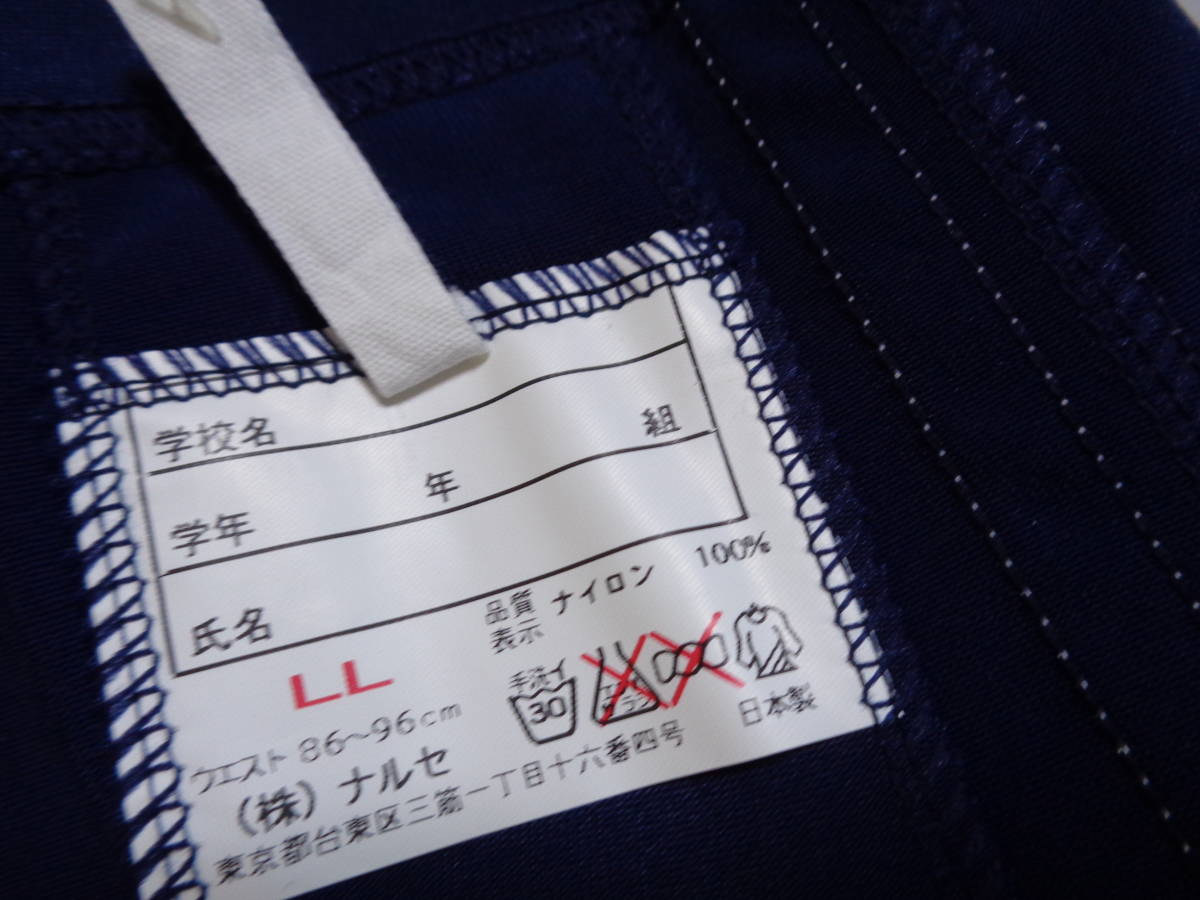 学校名
学年 年 組
氏名
LL
ウエスト 86〜96cm
品質表示 ナイロン 100%
手洗イ
30
日本製
(株)ナルセ
東京都台東区三筋一丁目十六番四号